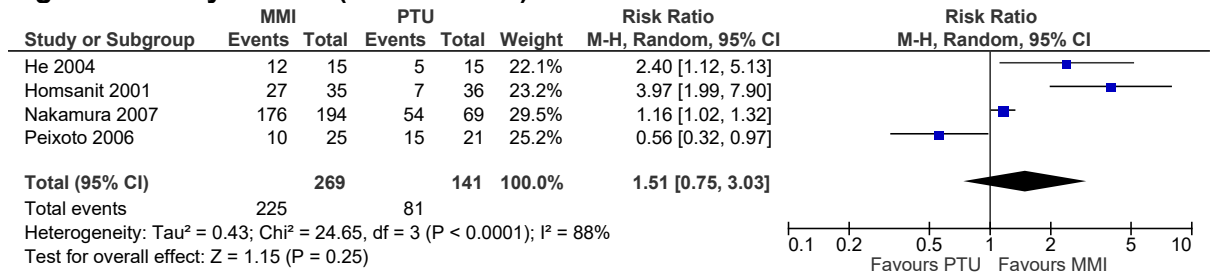 MMI PTU Risk Ratio Risk Ratio
Study or Subgroup Events Total Events Total Weight M-H, Random, 95% CI M-H, Random, 95% CI
He 2004 12 15 5 15 22.1% 2.40 [1.12, 5.13]
Homsanit 2001 27 35 7 36 23.2% 3.97 [1.99, 7.90]
Nakamura 2007 176 194 54 69 29.5% 1.16 [1.02, 1.32]
Peixoto 2006 10 25 15 21 25.2% 0.56 [0.32, 0.97]
Total (95% CI) 269 141 100.0% 1.51 [0.75, 3.03]
Total events 225 81
Heterogeneity: Tau² = 0.43; Chi² = 24.65, df = 3 (P < 0.0001); I² = 88%
Test for overall effect: Z = 1.15 (P = 0.25)
0.1 0.2 0.5 1 2 5 10
Favours PTU Favours MMI